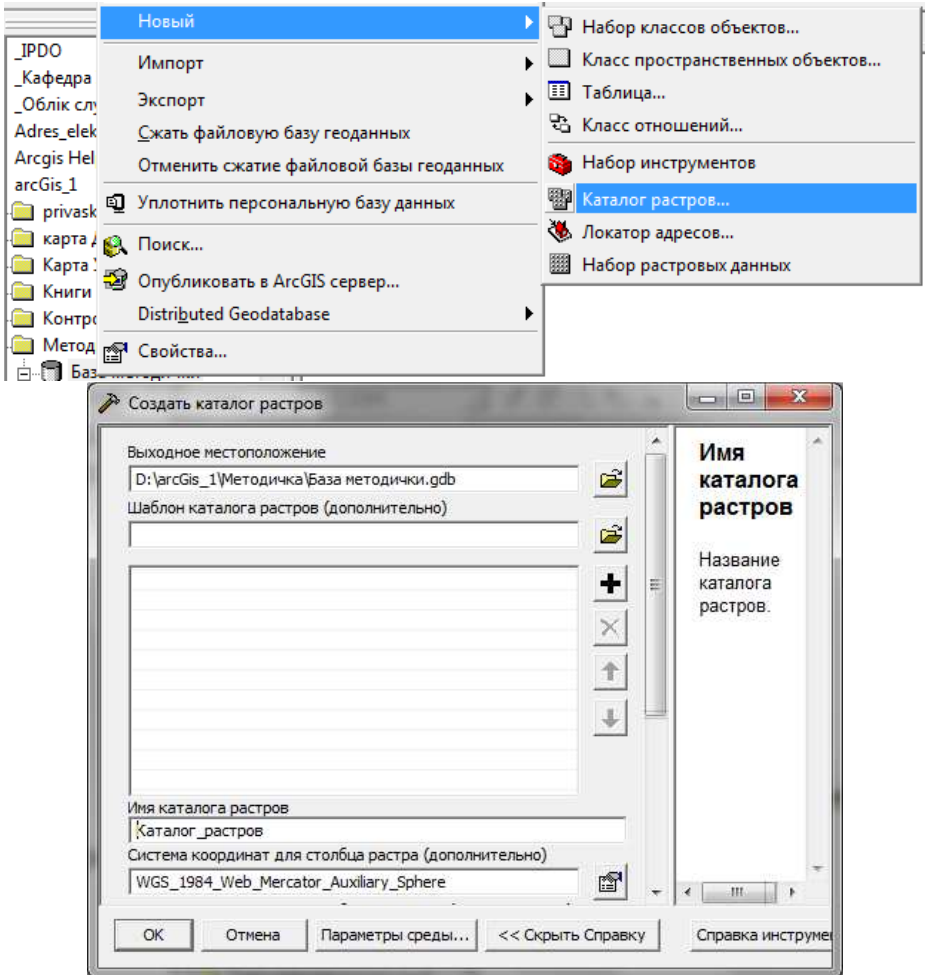 _IPDO
_Кафедра
_Облік
Adres_elek
Arcgis Hel
arcGis_1
privask
карта
Карта
Книги
Контро
Метод
База методички
Новый
Импорт
Экспорт
Сжать файловую базу геоданных
Отменить сжатие файловой базы геоданных
Уплотнить персональную базу данных
Поиск...
Опубликовать в ArcGIS сервер...
Distributed Geodatabase
Свойства...
Набор классов объектов...
Класс пространственных объектов...
Таблица...
Класс отношений...
Набор инструментов
Каталог растров...
Локатор адресов...
Набор растровых данных
Создать каталог растров
Выходное местоположение
D:\arcGis_1\Методичка\База методички.gdb
Шаблон каталога растров (дополнительно)
Имя каталога растров
Каталог_растров
Система координат для столбца растра (дополнительно)
WGS_1984_Web_Mercator_Auxiliary_Sphere
Имя
каталога
растров
Название
каталога
растров.
OK
Отмена
Параметры среды...
<< Скрыть Справку
Справка инструме